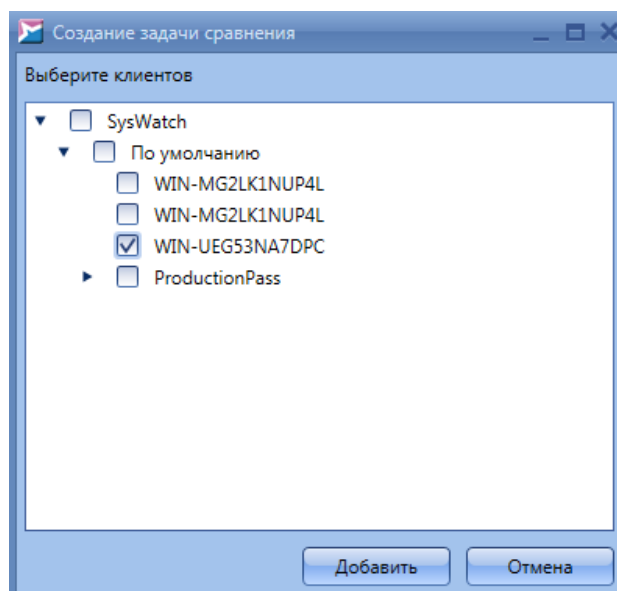 Создание задачи сравнения
Выберите клиентов
SysWatch
По умолчанию
WIN-MG2LK1NUP4L
WIN-MG2LK1NUP4L
WIN-UEG53NA7DPC
ProductionPass
Добавить Отмена